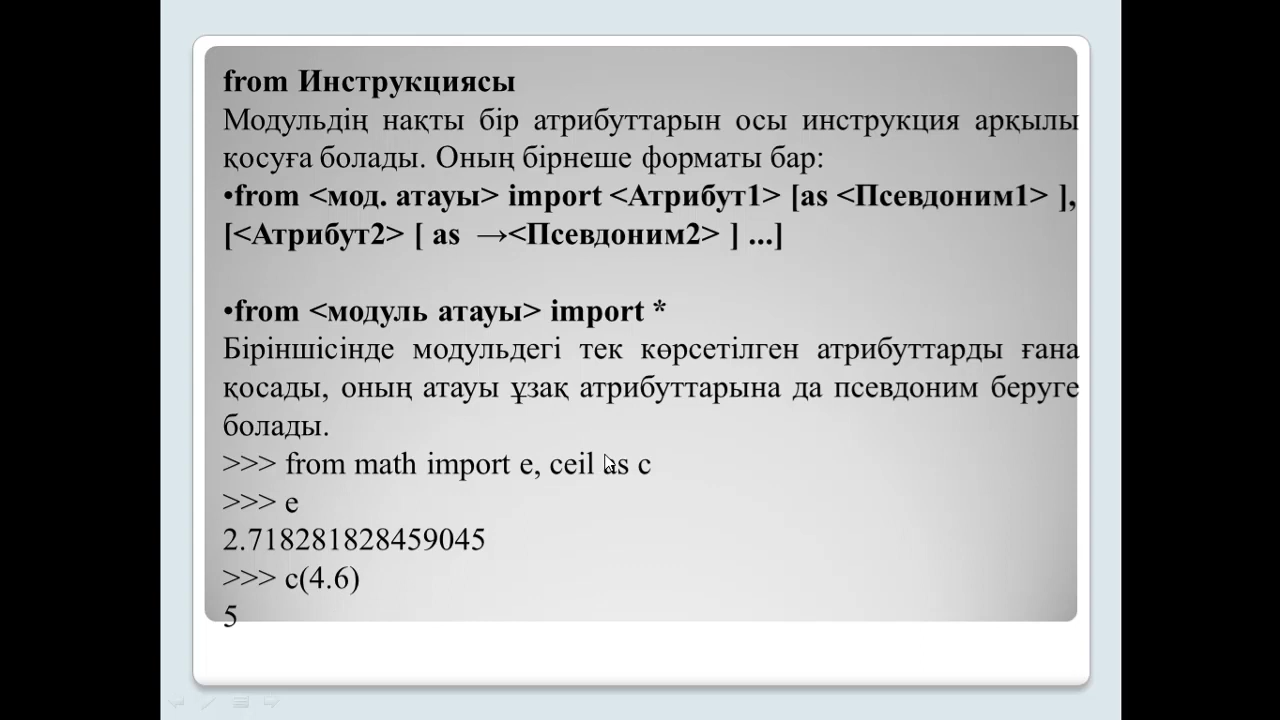 from Инструкциясы
Модульдің нақты бір атрибуттарын осы инструкция арқылы
қосуға болады. Оның бірнеше форматы бар:
•from <мод. атауы> import <Атрибут1> [as <Псевдоним1> ],
[<Атрибут2> [ as →<Псевдоним2> ] ...]
•from <модуль атауы> import *
Біріншісінде модульдегі тек көрсетілген атрибуттарды ғана
қосады, оның атауы ұзақ атрибуттарына да псевдоним беруге
болады.
>>> from math import e, ceil as c
>>> e
2.718281828459045
>>> c(4.6)
5